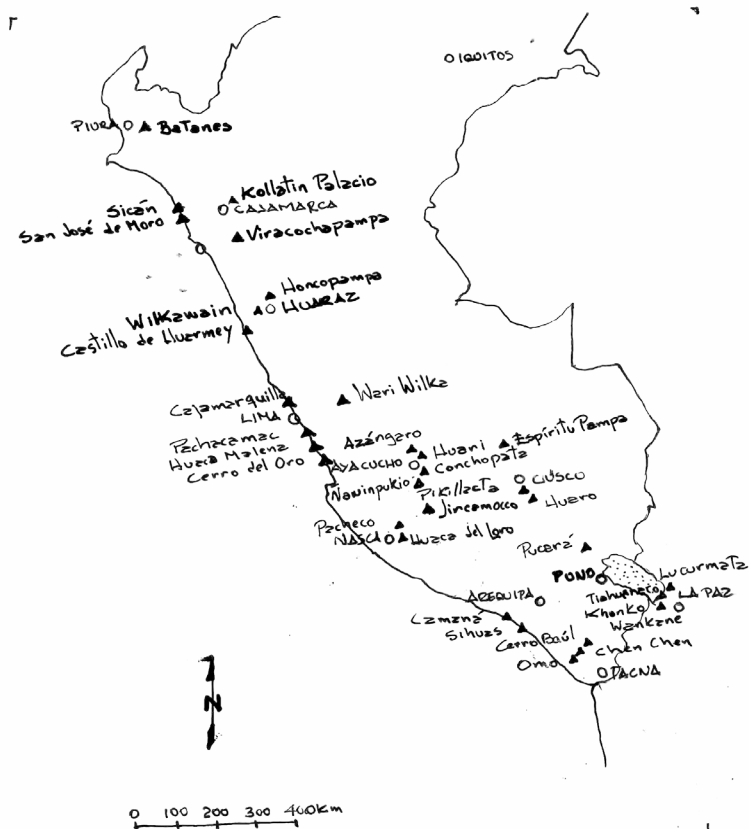 IQUITOS
PIURA Batanes
Kollatin Palacio
Sicán CAJAMARCA
San José de Moro
Viracochapampa
Honcopampa
Wilkawain HUARAZ
Castillo de Huarmey
Wari Wilka
Cajamarquilla
LIMA
Pachacamac
Huaca Malena
Cerro del Oro
Azángaro
Huari
Espíritu Pampa
AYACUCHO Conchopata
Ñawinpukio
Pikillacta CUSCO
Jincamocco
Huaro
Pacheco
NASCA Huaca del Loro
Pucará
PUNO
Lucurmata
Tiahuanaco
LA PAZ
Khonko
Wankane
AREQUIPA
Camaná
Sihuas
Cerro Baúl
Chen Chen
Omo
TACNA
N
0 100 200 300 400km